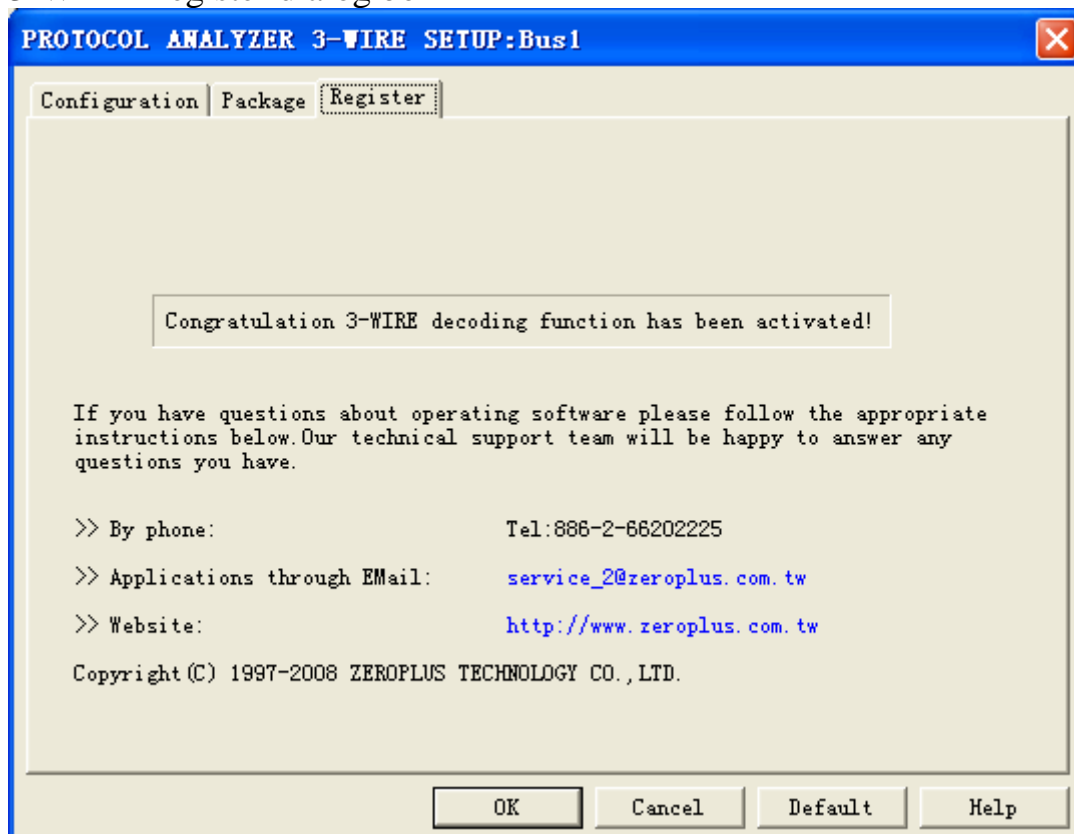 PROTOCOL ANALYZER 3-WIRE SETUP:Bus1
Configuration Package Register
Congratulation 3-WIRE decoding function has been activated!
If you have questions about operating software please follow the appropriate
instructions below.Our technical support team will be happy to answer any
questions you have.
>> By phone: Tel:886-2-66202225
>> Applications through EMail: service_2@zeroplus.com.tw
>> Website: http://www.zeroplus.com.tw
Copyright(C) 1997-2008 ZEROPLUS TECHNOLOGY CO.,LTD.
OK Cancel Default Help